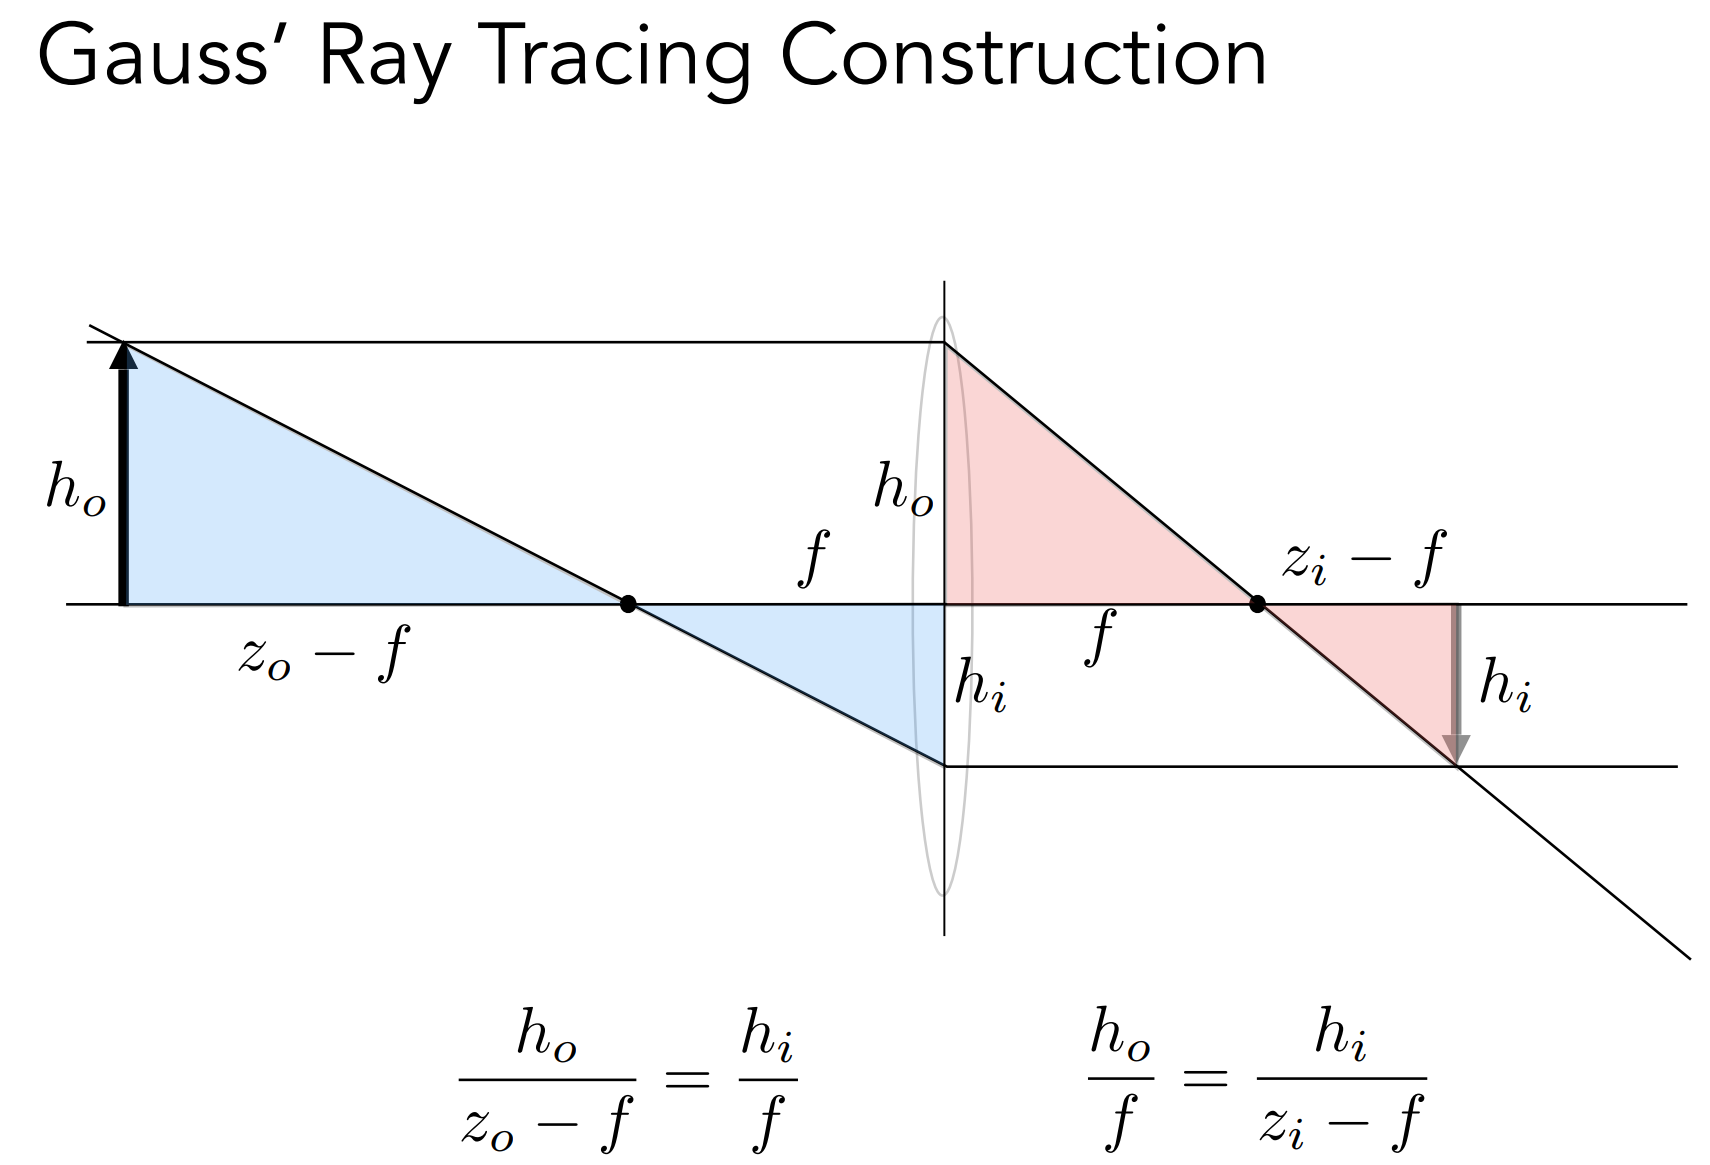 Gauss’ Ray Tracing Construction
h_o
h_o
f
z_i − f
z_o − f
f
h_i
h_i
\frac{h_o}{z_o − f} = \frac{h_i}{f}
\frac{h_o}{f} = \frac{h_i}{z_i − f}